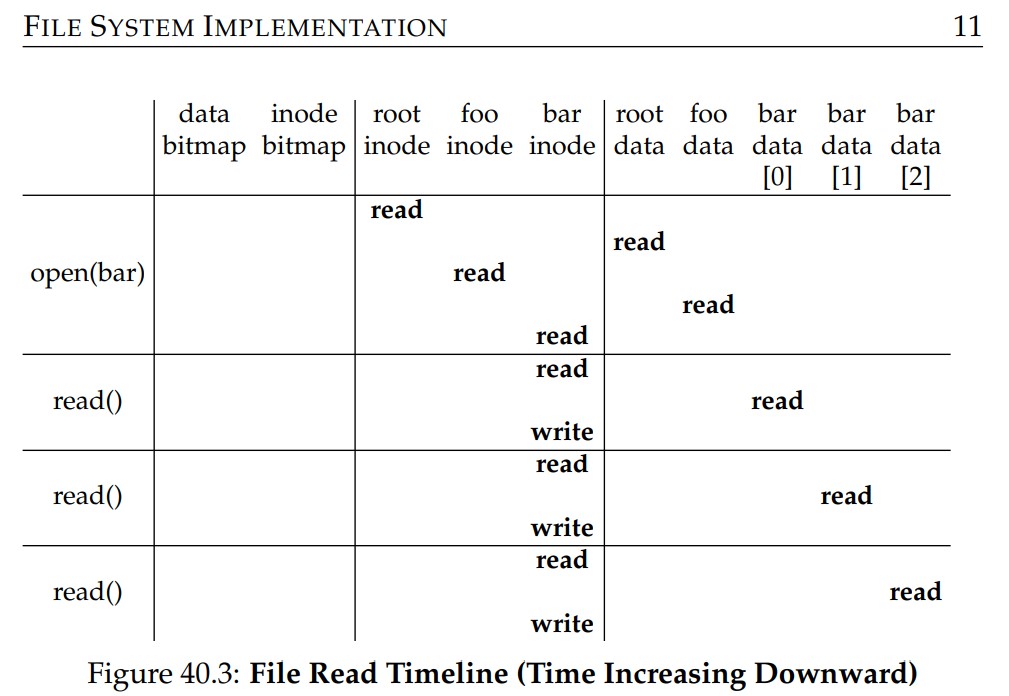 FILE SYSTEM IMPLEMENTATION 11
data inode root foo bar root foo bar bar bar
bitmap bitmap inode inode inode data data data data data
[0] [1] [2]
read
read
open(bar) read
read
read
read
read() read
write
read
read() read
write
read
read() read
write
Figure 40.3: File Read Timeline (Time Increasing Downward)